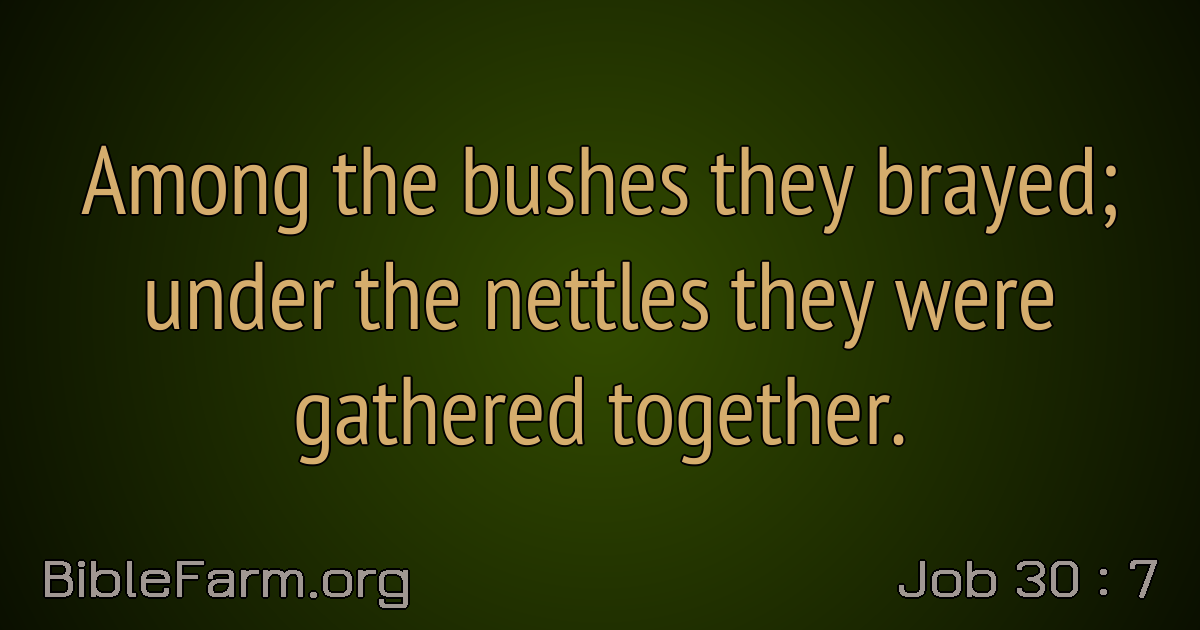 Among the bushes they brayed;
under the nettles they were
gathered together.
BibleFarm.org
Job 30 : 7